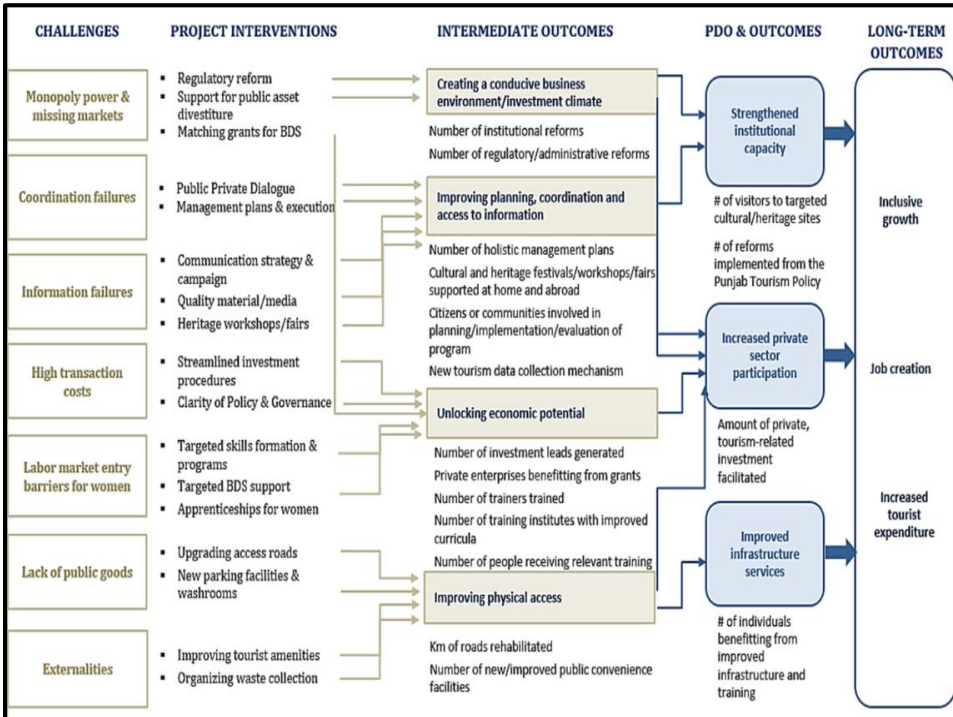 CHALLENGES
PROJECT INTERVENTIONS
INTERMEDIATE OUTCOMES
PDO & OUTCOMES
LONG-TERM
OUTCOMES
Monopoly power &
missing markets
Coordination failures
Information failures
High transaction
costs
Labor market entry
barriers for women
Lack of public goods
Externalities
▪ Regulatory reform
▪ Support for public asset
divestiture
▪ Matching grants for BDS
▪ Public Private Dialogue
▪ Management plans & execution
▪ Communication strategy &
campaign
▪ Quality material/media
▪ Heritage workshops/fairs
▪ Streamlined investment
procedures
▪ Clarity of Policy & Governance
▪ Targeted skills formation &
programs
▪ Targeted BDS support
▪ Apprenticeships for women
▪ Upgrading access roads
▪ New parking facilities &
washrooms
▪ Improving tourist amenities
▪ Organizing waste collection
Creating a conducive business
environment/investment climate
Number of institutional reforms
Number of regulatory/administrative reforms
Improving planning, coordination and
access to information
Number of holistic management plans
Cultural and heritage festivals/workshops/fairs
supported at home and abroad
Citizens or communities involved in
planning/implementation/evaluation of
program
New tourism data collection mechanism
Unlocking economic potential
Number of investment leads generated
Private enterprises benefitting from grants
Number of trainers trained
Number of training institutes with improved
curricula
Number of people receiving relevant training
Improving physical access
Km of roads rehabilitated
Number of new/improved public convenience
facilities
Strengthened
institutional
capacity
# of visitors to targeted
cultural/heritage sites
# of reforms
implemented from the
Punjab Tourism Policy
Increased private
sector
participation
Amount of private,
tourism-related
investment
facilitated
Improved
infrastructure
services
# of individuals
benefitting from
improved
infrastructure and
training
Inclusive
growth
Job creation
Increased
tourist
expenditure